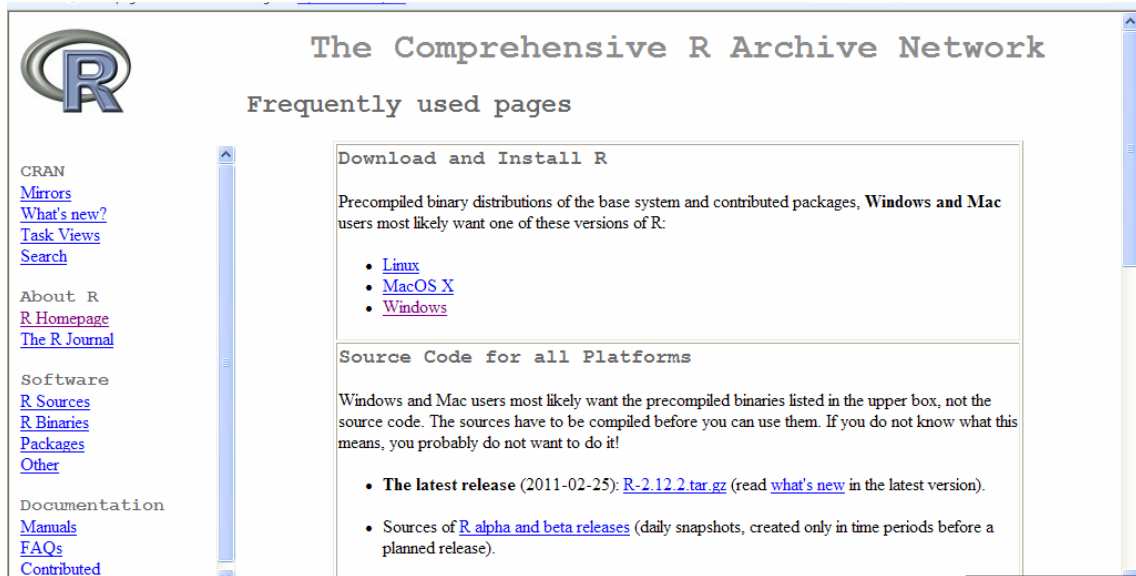 R
The Comprehensive R Archive Network
Frequently used pages
CRAN
Mirrors
What's new?
Task Views
Search
About R
R Homepage
The R Journal
Software
R Sources
R Binaries
Packages
Other
Documentation
Manuals
FAQs
Contributed
Download and Install R
Precompiled binary distributions of the base system and contributed packages, Windows and Mac
users most likely want one of these versions of R:
• Linux
• MacOS X
• Windows
Source Code for all Platforms
Windows and Mac users most likely want the precompiled binaries listed in the upper box, not the
source code. The sources have to be compiled before you can use them. If you do not know what this
means, you probably do not want to do it!
• The latest release (2011-02-25): R-2.12.2.tar.gz (read what's new in the latest version).
• Sources of R alpha and beta releases (daily snapshots, created only in time periods before a
planned release).